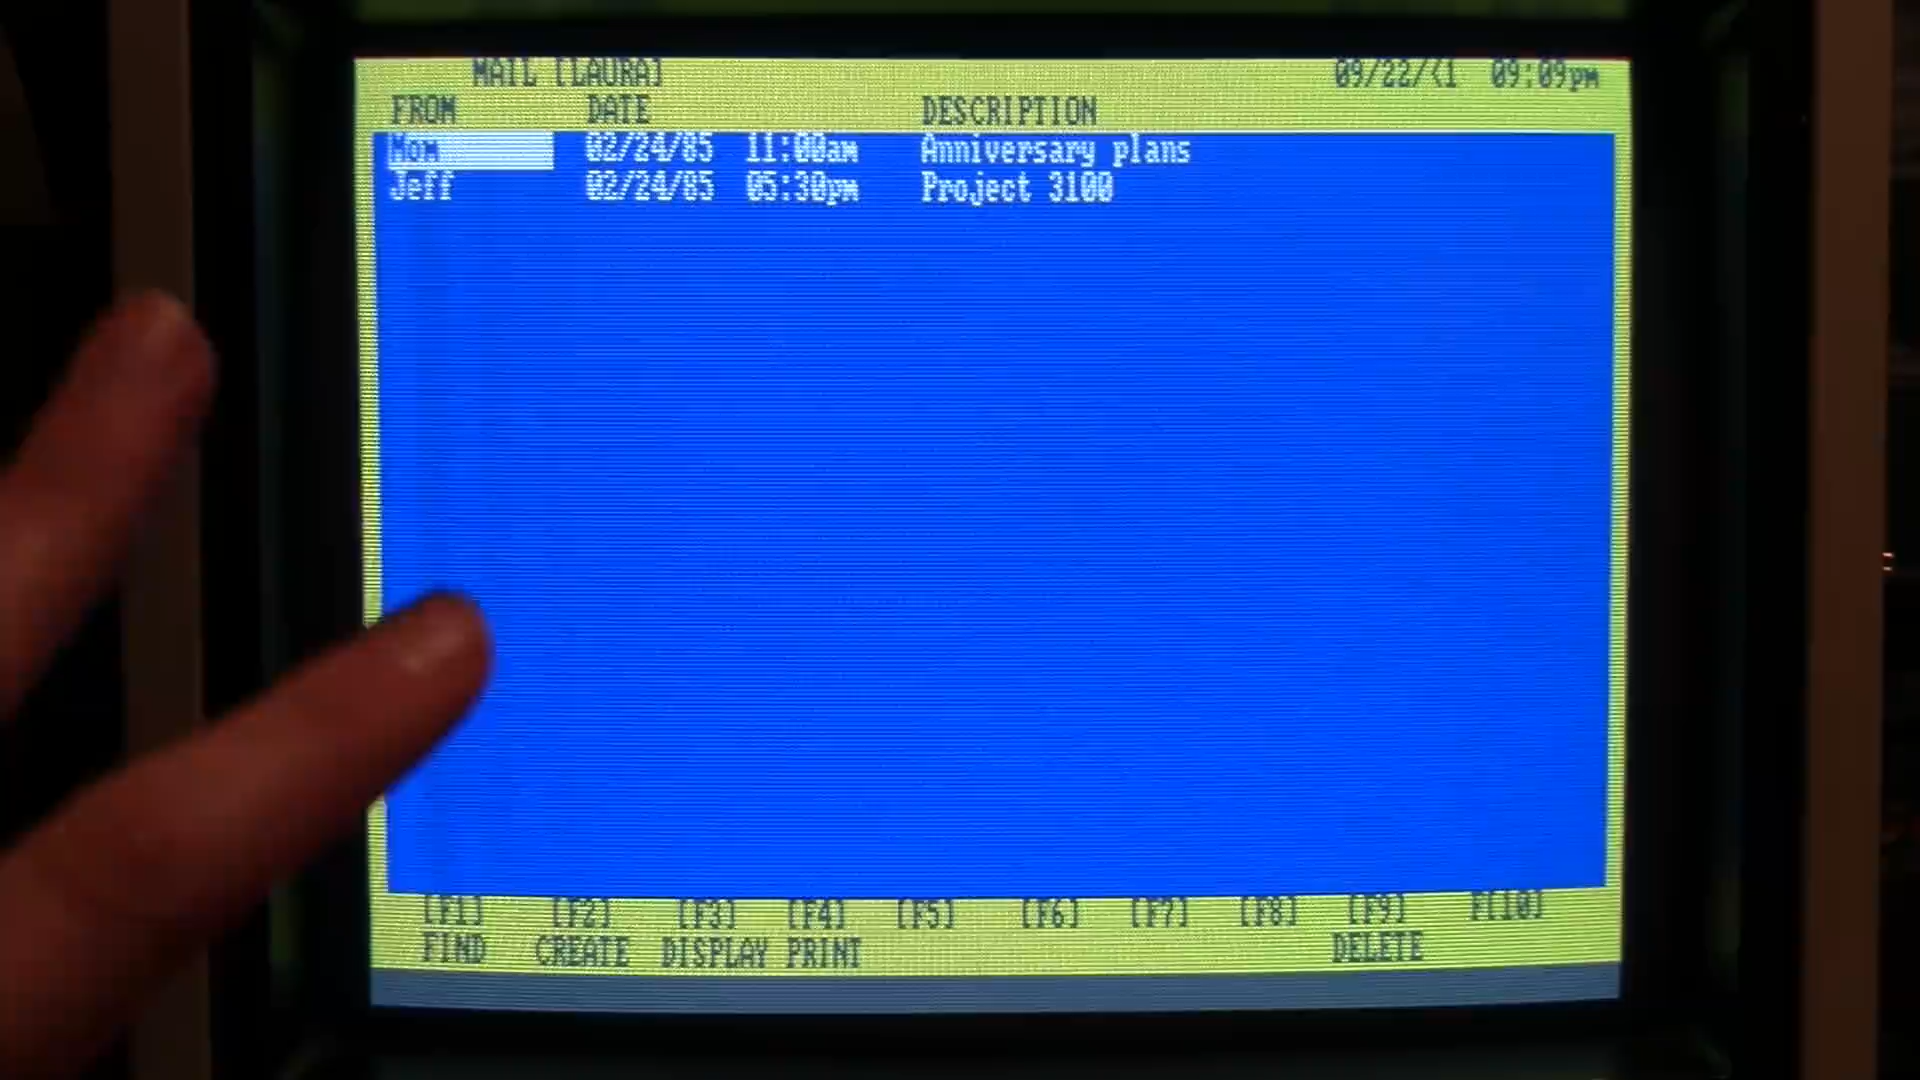 MAIL [LAURA] 09/22/<1 09:09pm
FROM DATE DESCRIPTION
Mom 02/24/85 11:00am Anniversary plans
Jeff 02/24/85 05:30pm Project 3100
[F1] [F2] [F3] [F4] [F5] [F6] [F7] [F8] [F9] F[10]
FIND CREATE DISPLAY PRINT DELETE